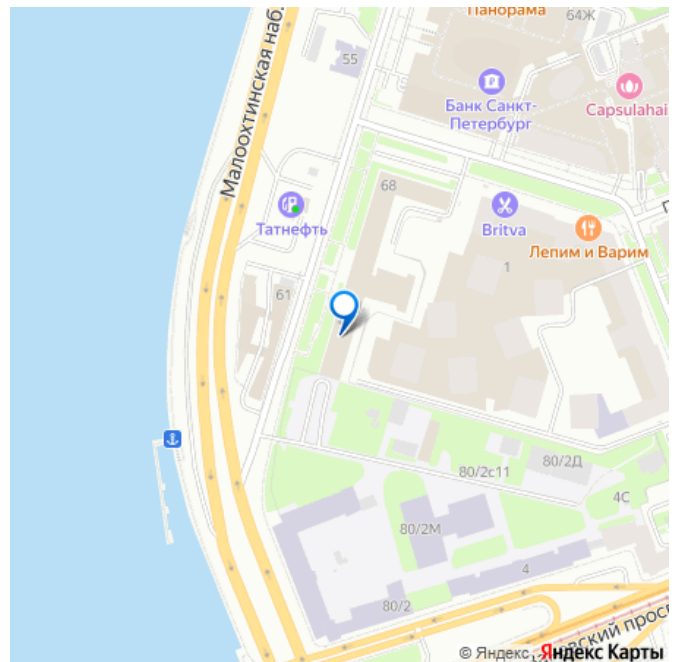 Панорама
64Ж
Малоохтинская наб.
55
Банк Санкт-
Петербург
Capsulahai
68
Татнефть
Britva
Лепим и Варим
1
61
80/2с11
80/2Д
4С
80/2М
4
80/2
© Яндекс
Яндекс Карты